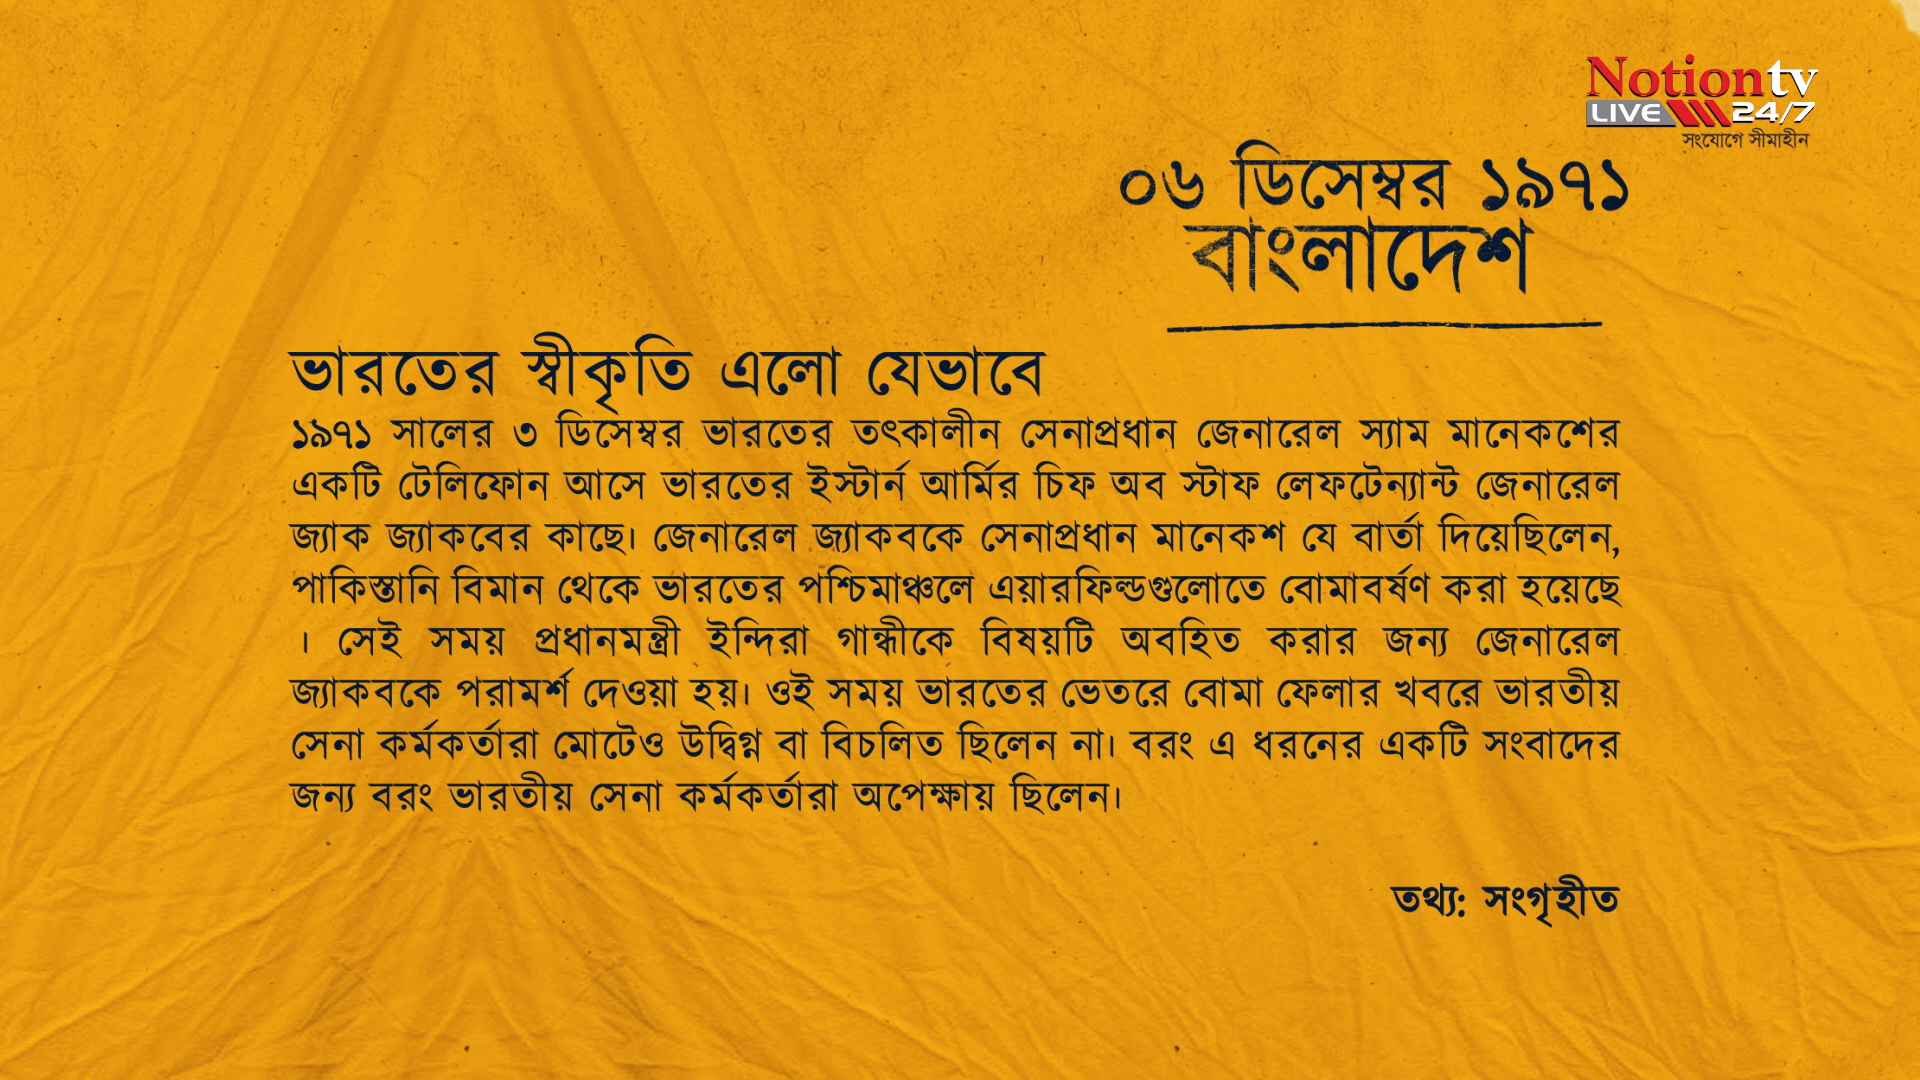 Notiontv
LIVE 24/7
সংযোগে সীমাহীন
০৬ ডিসেম্বর ১৯৭১
বাংলাদেশ
ভারতের স্বীকৃতি এলো যেভাবে
১৯৭১ সালের ৩ ডিসেম্বর ভারতের তৎকালীন সেনাপ্রধান জেনারেল স্যাম মানেকশের
একটি টেলিফোন আসে ভারতের ইস্টার্ন আর্মির চিফ অব স্টাফ লেফটেন্যান্ট জেনারেল
জ্যাক জ্যাকবের কাছে। জেনারেল জ্যাকবকে সেনাপ্রধান মানেকশ যে বার্তা দিয়েছিলেন,
পাকিস্তানি বিমান থেকে ভারতের পশ্চিমাঞ্চলে এয়ারফিল্ডগুলোতে বোমাবর্ষণ করা হয়েছে
। সেই সময় প্রধানমন্ত্রী ইন্দিরা গান্ধীকে বিষয়টি অবহিত করার জন্য জেনারেল
জ্যাকবকে পরামর্শ দেওয়া হয়। ওই সময় ভারতের ভেতরে বোমা ফেলার খবরে ভারতীয়
সেনা কর্মকর্তারা মোটেও উদ্বিগ্ন বা বিচলিত ছিলেন না। বরং এ ধরনের একটি সংবাদের
জন্য বরং ভারতীয় সেনা কর্মকর্তারা অপেক্ষায় ছিলেন।
তথ্য: সংগৃহীত